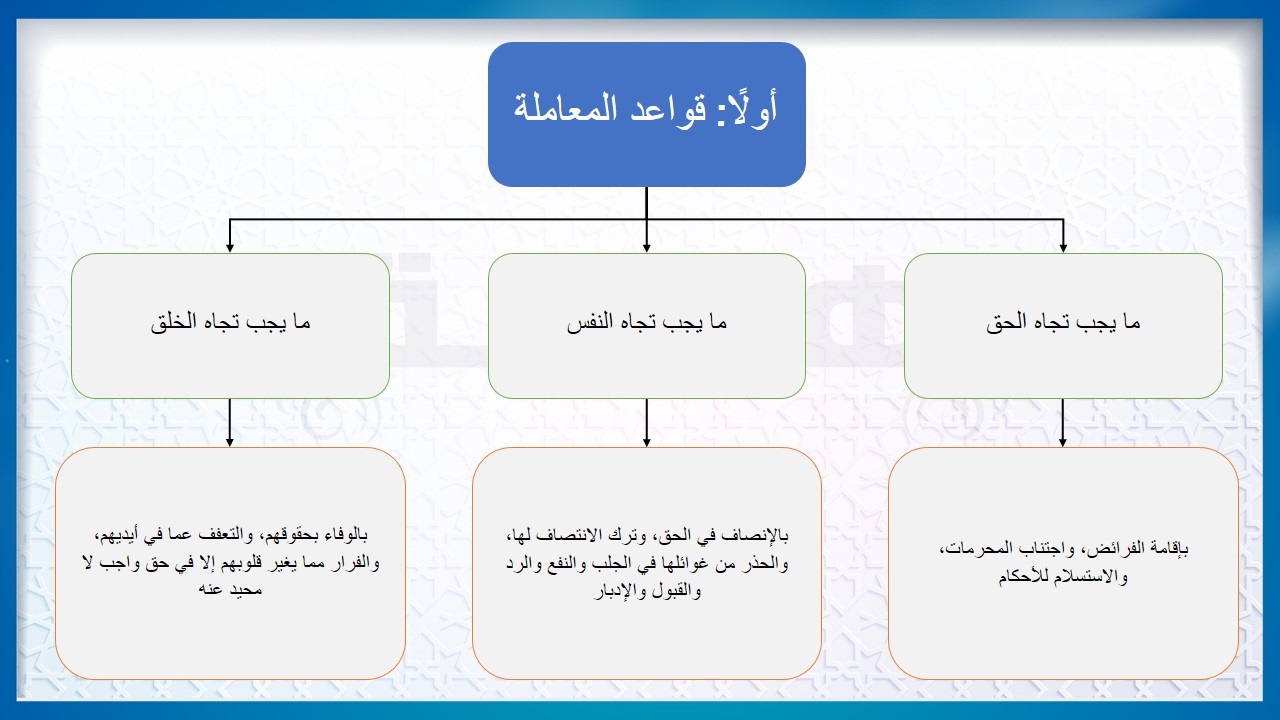 أولًا: قواعد المعاملة
ما يجب تجاه الحق
ما يجب تجاه النفس
ما يجب تجاه الخلق
بإقامة الفرائض، واجتناب المحرمات،
والاستسلام للأحكام
بالإنصاف في الحق، وترك الانتصاف لها،
والحذر من غوائلها في الجلب والنفع والرد
والقبول والإدبار
بالوفاء بحقوقهم، والتعفف عما في أيديهم،
والفرار مما يغير قلوبهم إلا في حق واجب لا
محيد عنه